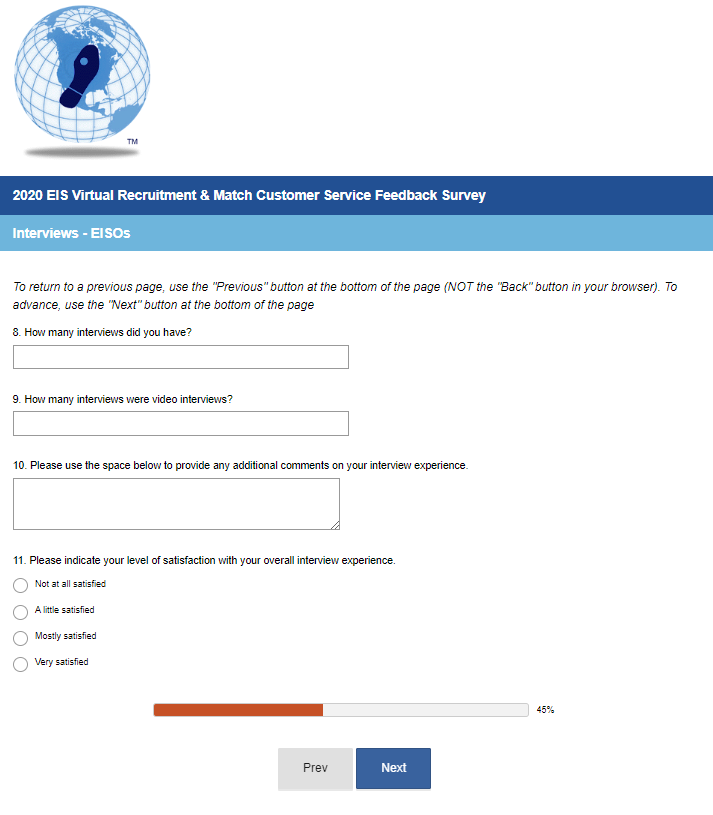 TM
2020 EIS Virtual Recruitment & Match Customer Service Feedback Survey
Interviews - EISOs
To return to a previous page, use the "Previous" button at the bottom of the page (NOT the "Back" button in your browser). To
advance, use the "Next" button at the bottom of the page
8. How many interviews did you have?
9. How many interviews were video interviews?
10. Please use the space below to provide any additional comments on your interview experience.
11. Please indicate your level of satisfaction with your overall interview experience.
Not at all satisfied
A little satisfied
Mostly satisfied
Very satisfied
45%
Prev
Next